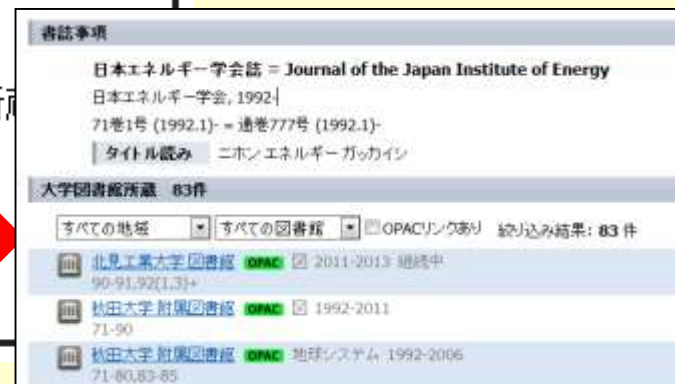 書誌事項
日本エネルギー学会誌 = Journal of the Japan Institute of Energy
日本エネルギー学会, 1992-
71巻1号 (1992.1)- = 通巻777号 (1992.1)-
タイトル読み ニホン エネルギー ガッカイシ
大学図書館所蔵 83件
すべての地域 すべての図書館 OPACリンクあり 絞り込み結果: 83 件
北見工業大学 図書館 OPAC 図 2011-2013 継続中
90-91,92(1,3)+
秋田大学 附属図書館 OPAC 図 1992-2011
71-90
秋田大学 附属図書館 OPAC 地球システム 1992-2006
71-80,83-85